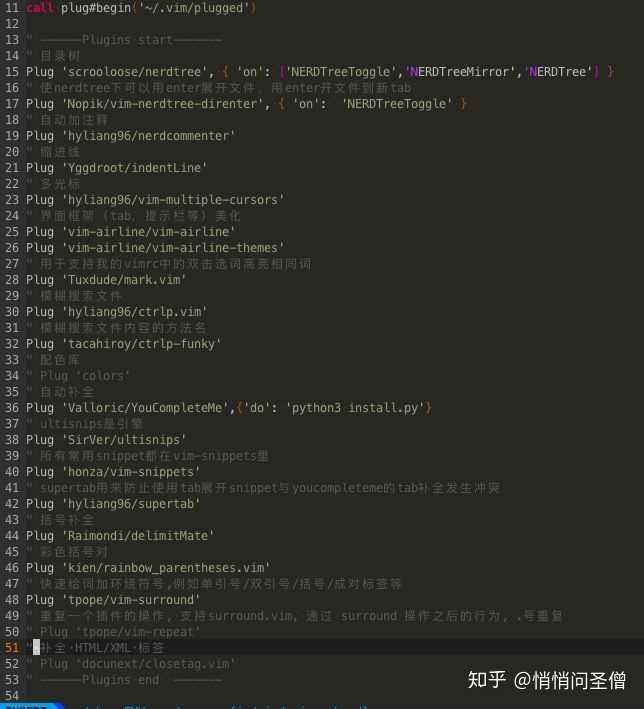 11 call plug#begin('~/.vim/plugged')
12
13 " ——————Plugins start———————
14 " 目录树
15 Plug 'scrooloose/nerdtree', { 'on': ['NERDTreeToggle','NERDTreeMirror','NERDTree'] }
16 " 使nerdtree下可以用enter展开文件, 用enter开文件到新tab
17 Plug 'Nopik/vim-nerdtree-direnter', { 'on':  'NERDTreeToggle' }
18 " 自动加注释
19 Plug 'hyliang96/nerdcommenter'
20 " 缩进线
21 Plug 'Yggdroot/indentLine'
22 " 多光标
23 Plug 'hyliang96/vim-multiple-cursors'
24 " 界面框架 (tab、提示栏等) 美化
25 Plug 'vim-airline/vim-airline'
26 Plug 'vim-airline/vim-airline-themes'
27 " 用于支持我的vimrc中的双击选词高亮相同词
28 Plug 'Tuxdude/mark.vim'
29 " 模糊搜索文件
30 Plug 'hyliang96/ctrlp.vim'
31 " 模糊搜索文件内容的方法名
32 Plug 'tacahiroy/ctrlp-funky'
33 " 配色库
34 " Plug 'colors'
35 " 自动补全
36 Plug 'Valloric/YouCompleteMe',{'do': 'python3 install.py'}
37 " ultisnips是引擎
38 Plug 'SirVer/ultisnips'
39 " 所有常用snippet都在vim-snippets里
40 Plug 'honza/vim-snippets'
41 " supertab用来防止使用tab展开snippet与youcompleteme的tab补全发生冲突
42 Plug 'hyliang96/supertab'
43 " 括号补全
44 Plug 'Raimondi/delimitMate'
45 " 彩色括号对
46 Plug 'kien/rainbow_parentheses.vim'
47 " 快速给词加环绕符号,例如单引号/双引号/括号/成对标签等
48 Plug 'tpope/vim-surround'
49 " 重复一个插件的操作, 支持surround.vim, 通过 surround 操作之后的行为, .号重复
50 " Plug 'tpope/vim-repeat'
51 " 补全·HTML/XML·标签
52 " Plug 'docunext/closetag.vim'
53 " ——————Plugins end  ———————
54
知乎 @悄悄问圣僧